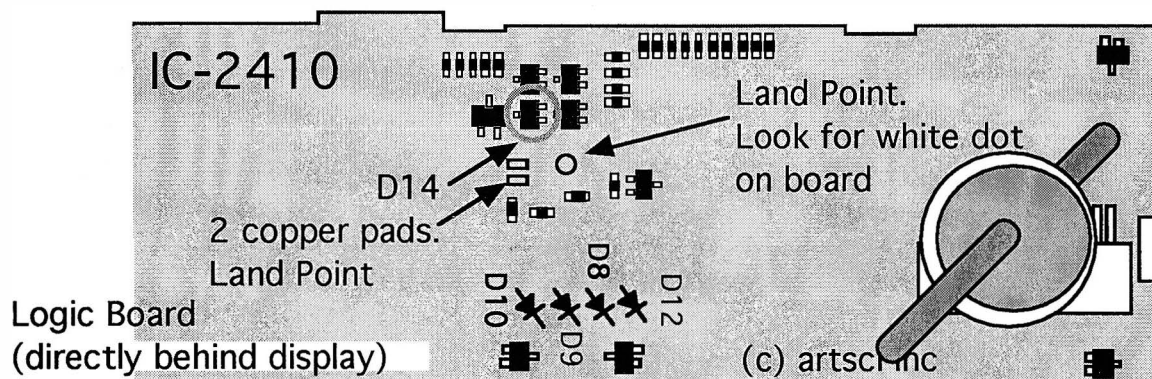 IC-2410
Land Point.
Look for white dot
on board
D14
2 copper pads.
Land Point
D10
D8
D9
D12
Logic Board
(directly behind display)
(c) artsci inc